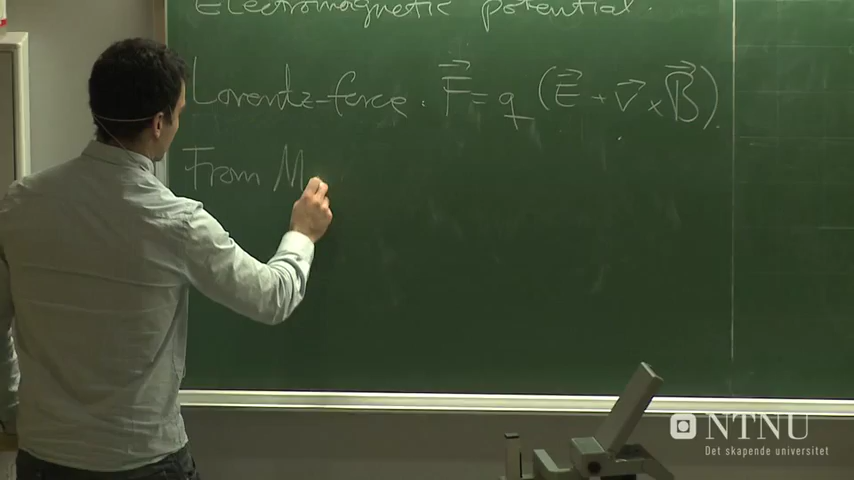 Electromagnetic potential.
Lorentz-force. F⃗ = q (E⃗ + v⃗ × B⃗).
From M
NTNU
Det skapende universitet